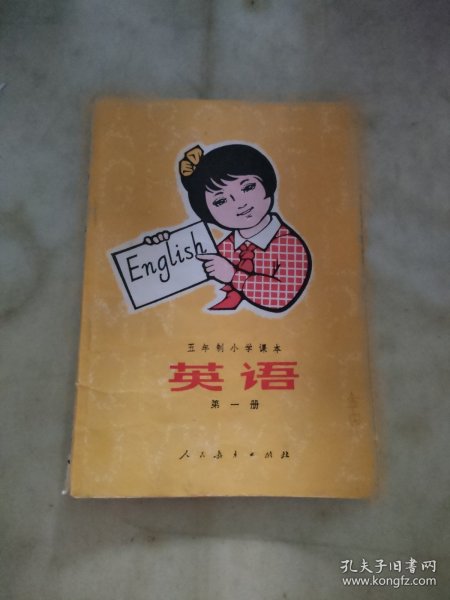 English
五年制小学课本
英语
第一册
人民教育出版社
孔夫子旧书网
www.kongfz.com